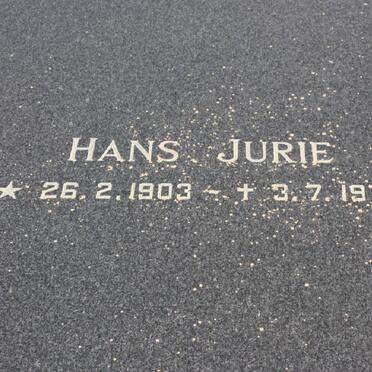 HANS JURIE
★ 26.2.1903 ~ ✝ 3.7.19